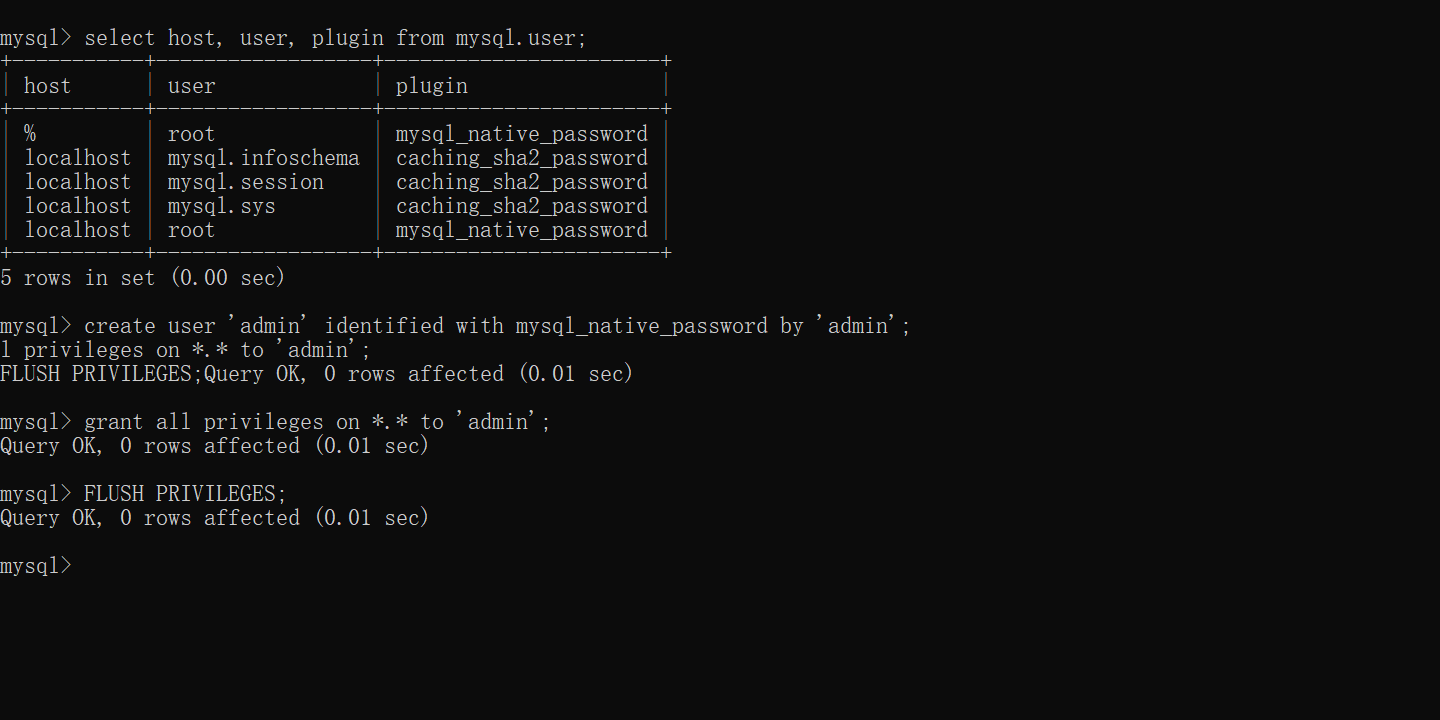 mysql> select host, user, plugin from mysql.user;
+-----------+------------------+-----------------------+
| host      | user             | plugin                |
+-----------+------------------+-----------------------+
| %         | root             | mysql_native_password |
| localhost | mysql.infoschema | caching_sha2_password |
| localhost | mysql.session    | caching_sha2_password |
| localhost | mysql.sys        | caching_sha2_password |
| localhost | root             | mysql_native_password |
+-----------+------------------+-----------------------+
5 rows in set (0.00 sec)
mysql> create user 'admin' identified with mysql_native_password by 'admin';
l privileges on *.* to 'admin';
FLUSH PRIVILEGES;Query OK, 0 rows affected (0.01 sec)
mysql> grant all privileges on *.* to 'admin';
Query OK, 0 rows affected (0.01 sec)
mysql> FLUSH PRIVILEGES;
Query OK, 0 rows affected (0.01 sec)
mysql>